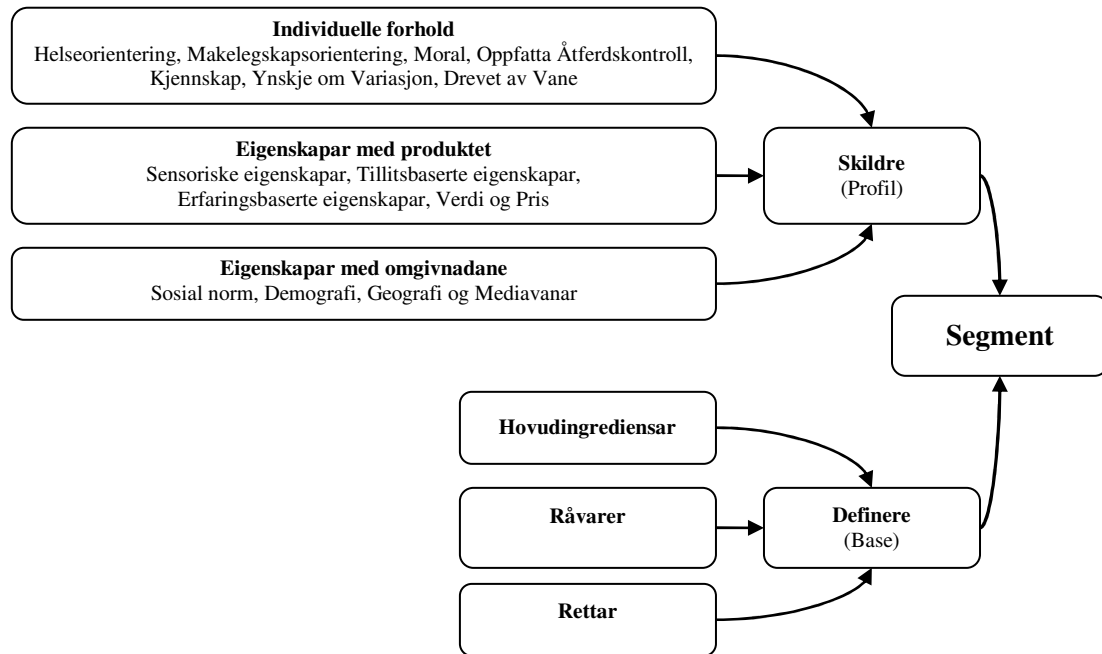 Individuelle forhold
Helseorientering, Makelegskapsorientering, Moral, Oppfatta Åtferdskontroll,
Kjennskap, Ynskje om Variasjon, Drevet av Vane
Eigenskapar med produktet
Sensoriske eigenskapar, Tillitsbaserte eigenskapar,
Erfaringsbaserte eigenskapar, Verdi og Pris
Skildre
(Profil)
Eigenskapar med omgivnadane
Sosial norm, Demografi, Geografi og Mediavanar
Segment
Hovudingrediensar
Råvarer
Definere
(Base)
Rettar